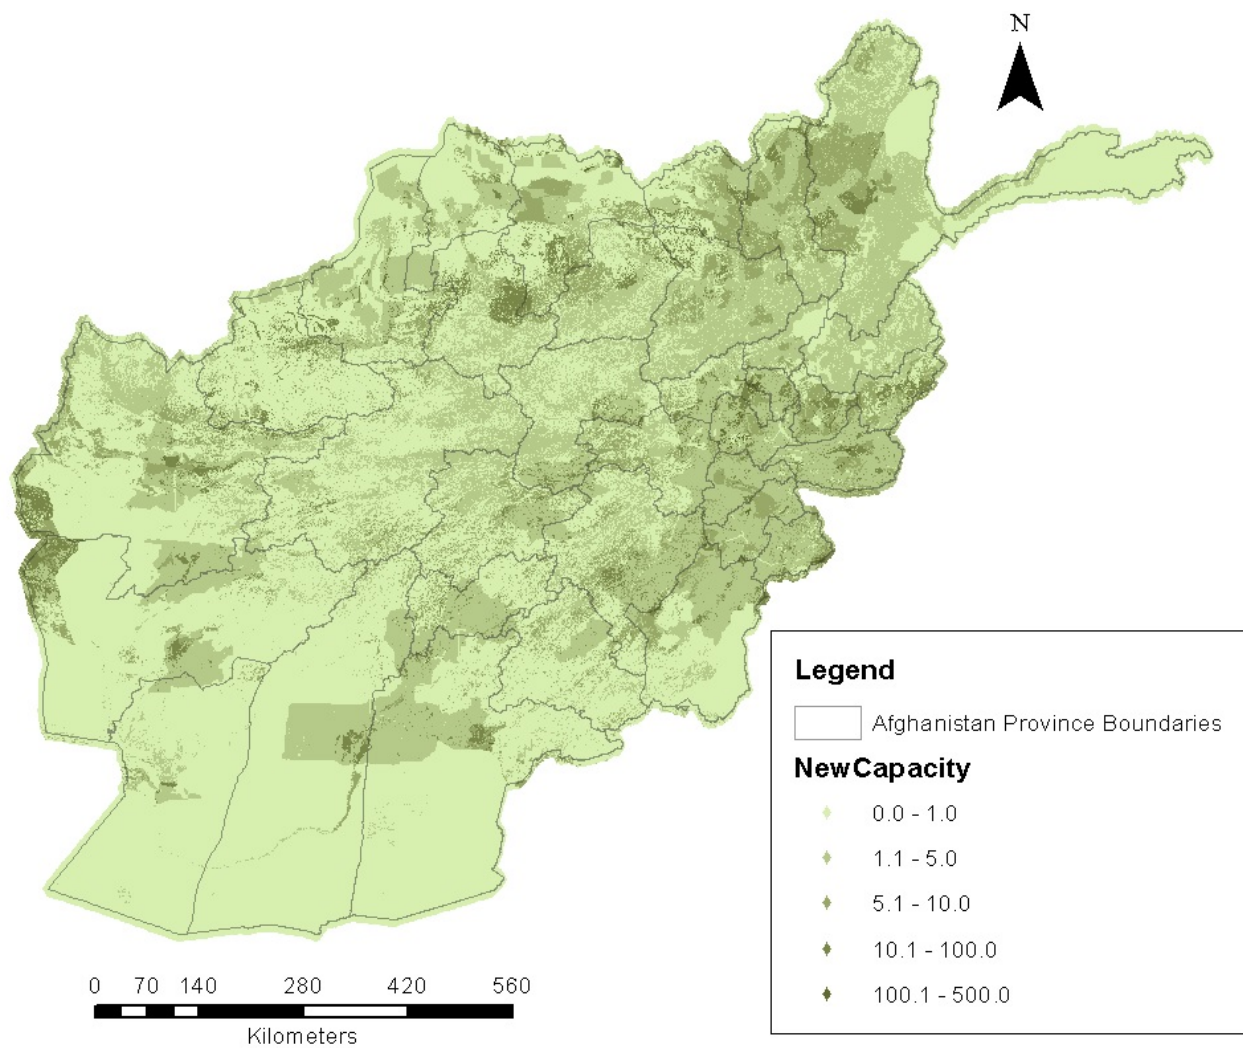 N
Legend
Afghanistan Province Boundaries
NewCapacity
0.0 - 1.0
1.1 - 5.0
5.1 - 10.0
10.1 - 100.0
100.1 - 500.0
0 70 140 280 420 560
Kilometers